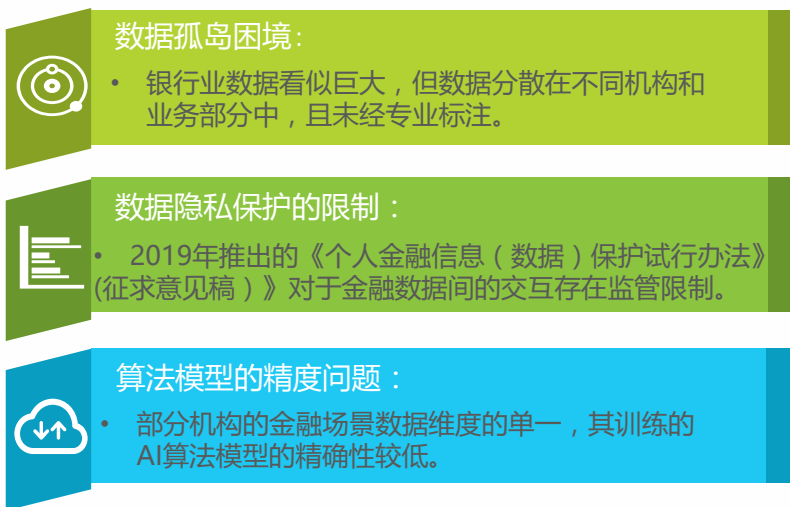 数据孤岛困境：
• 银行业数据看似巨大，但数据分散在不同机构和
业务部分中，且未经专业标注。
数据隐私保护的限制：
• 2019年推出的《个人金融信息（数据）保护试行办法》
(征求意见稿）》对于金融数据间的交互存在监管限制。
算法模型的精度问题：
• 部分机构的金融场景数据维度的单一，其训练的
AI算法模型的精确性较低。